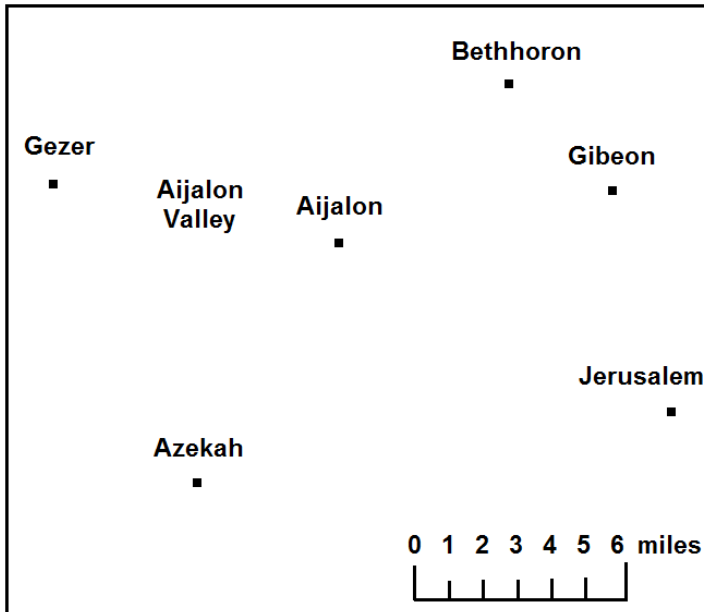 Bethhoron
Gezer
Gibeon
Aijalon
Valley
Aijalon
Jerusalem
Azekah
0 1 2 3 4 5 6 miles